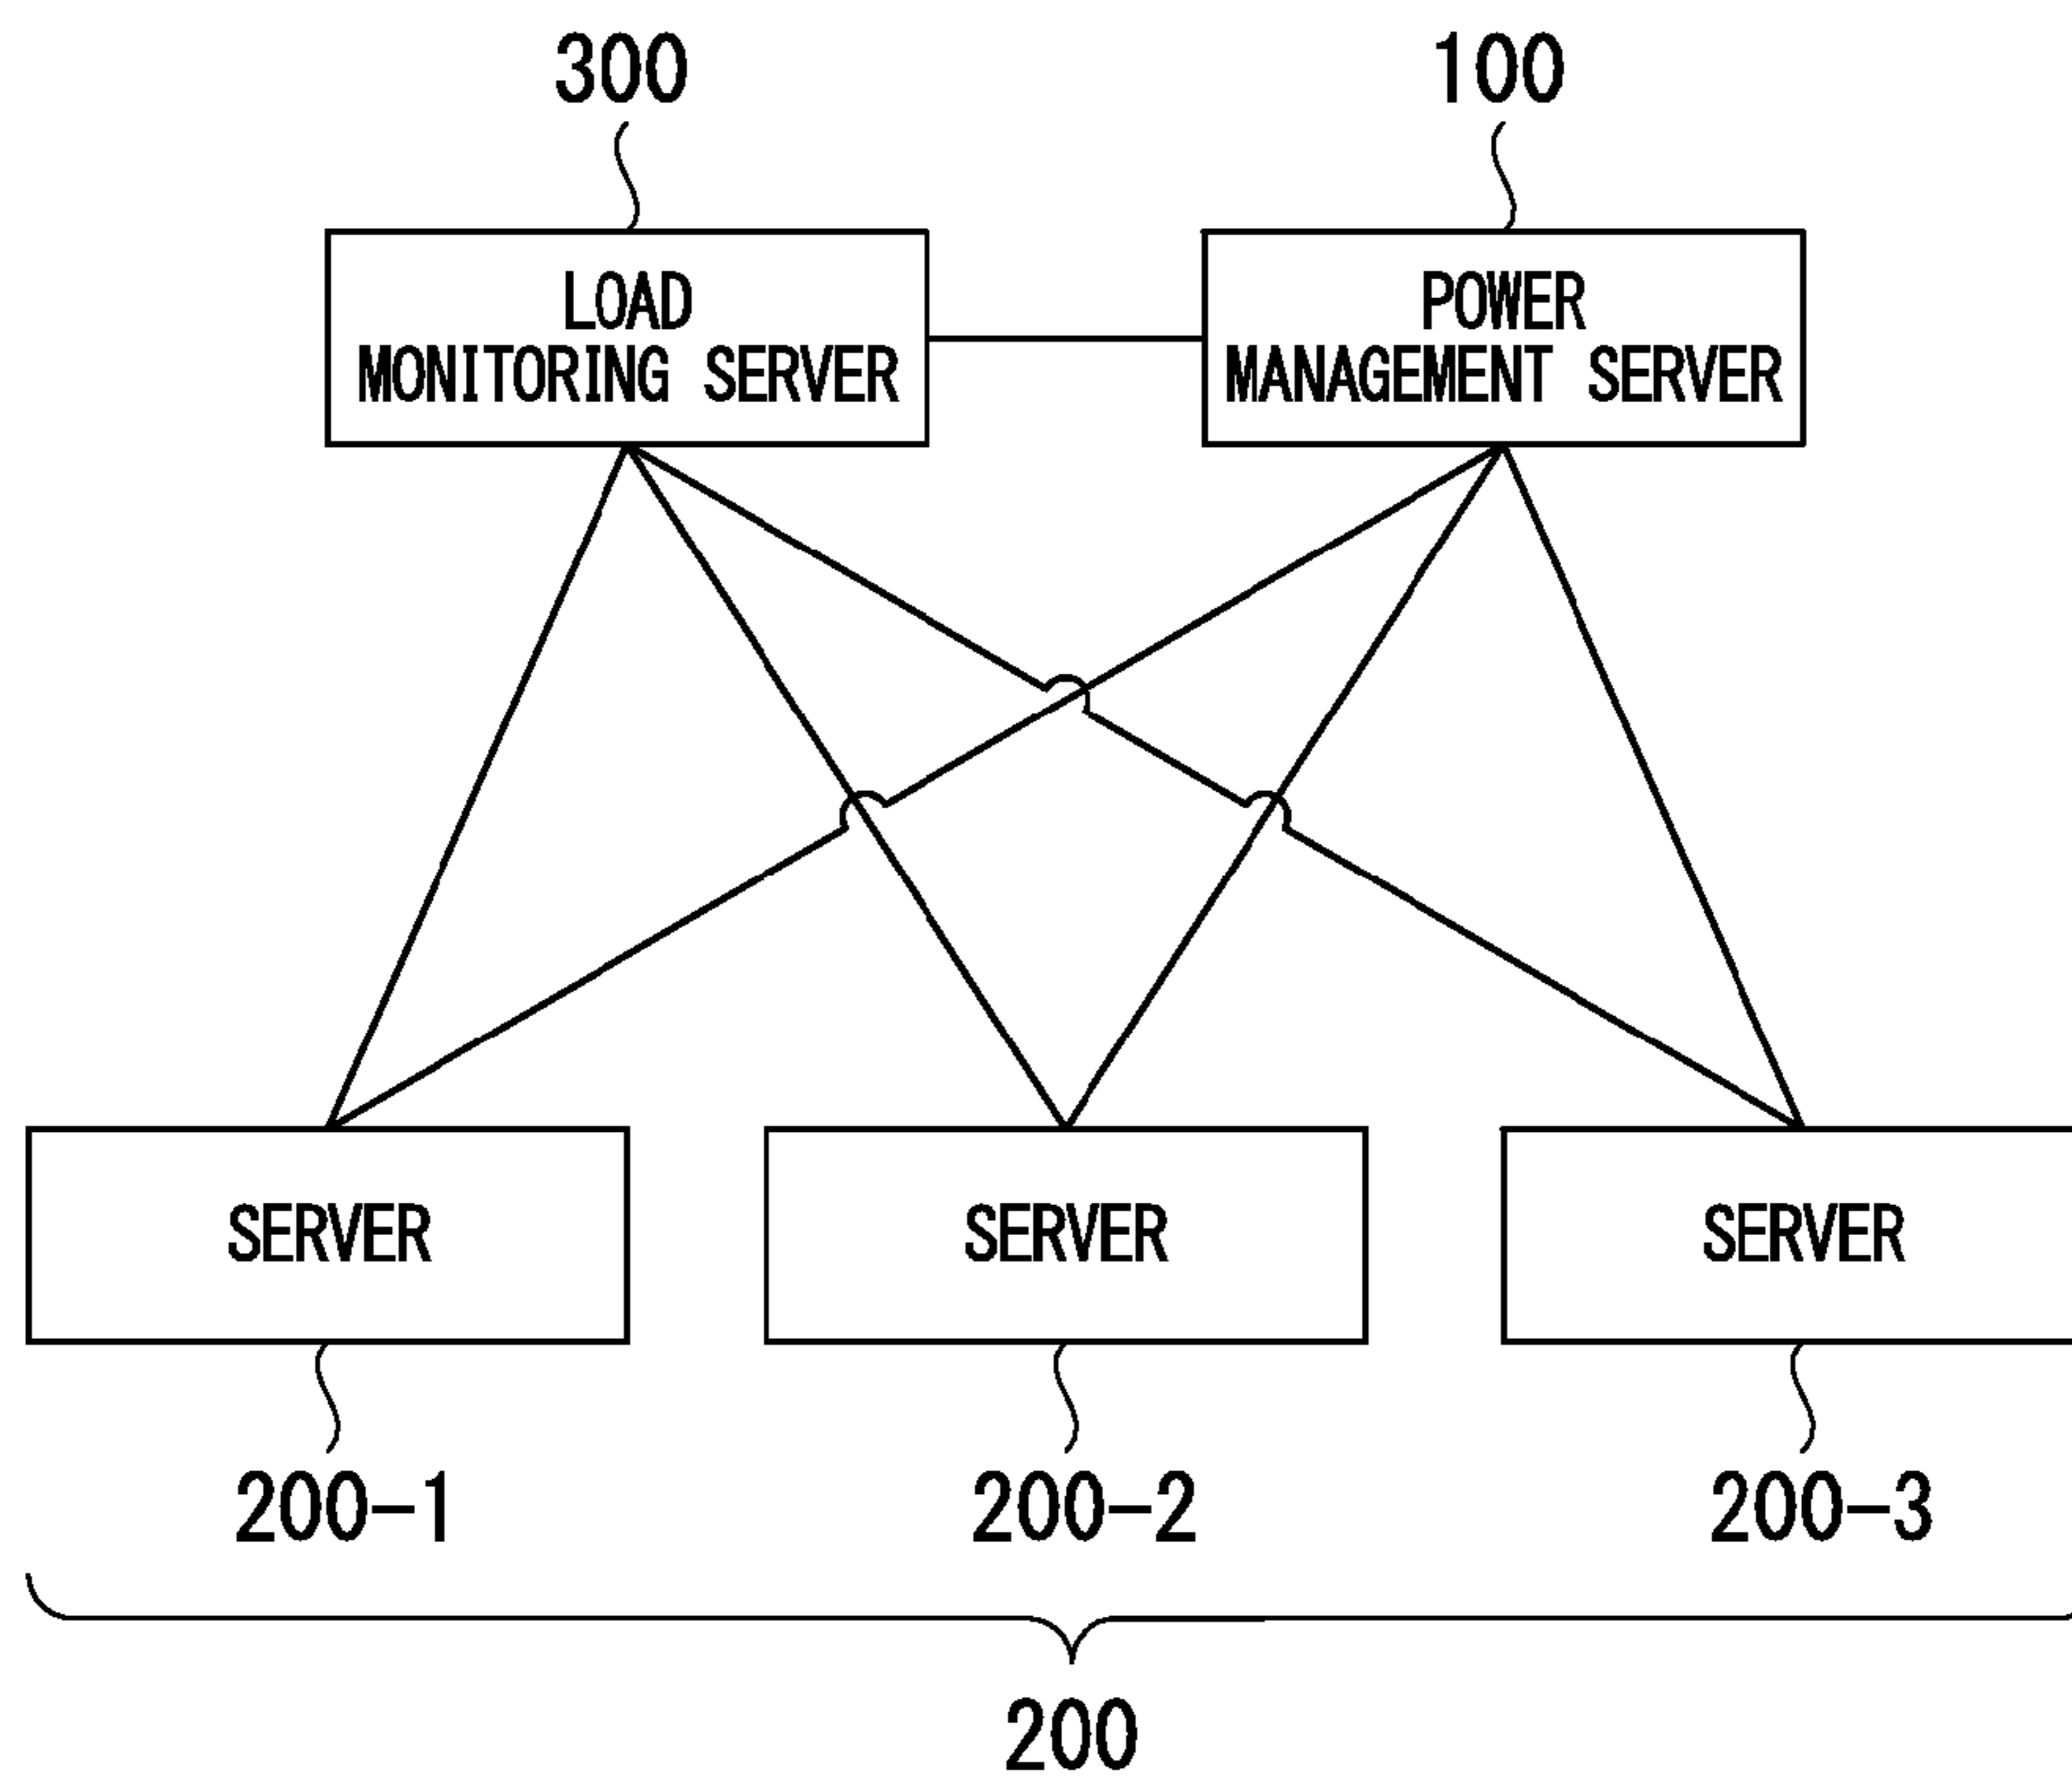 300
100
LOAD
MONITORING SERVER
POWER
MANAGEMENT SERVER
SERVER
SERVER
SERVER
200-1
200-2
200-3
200